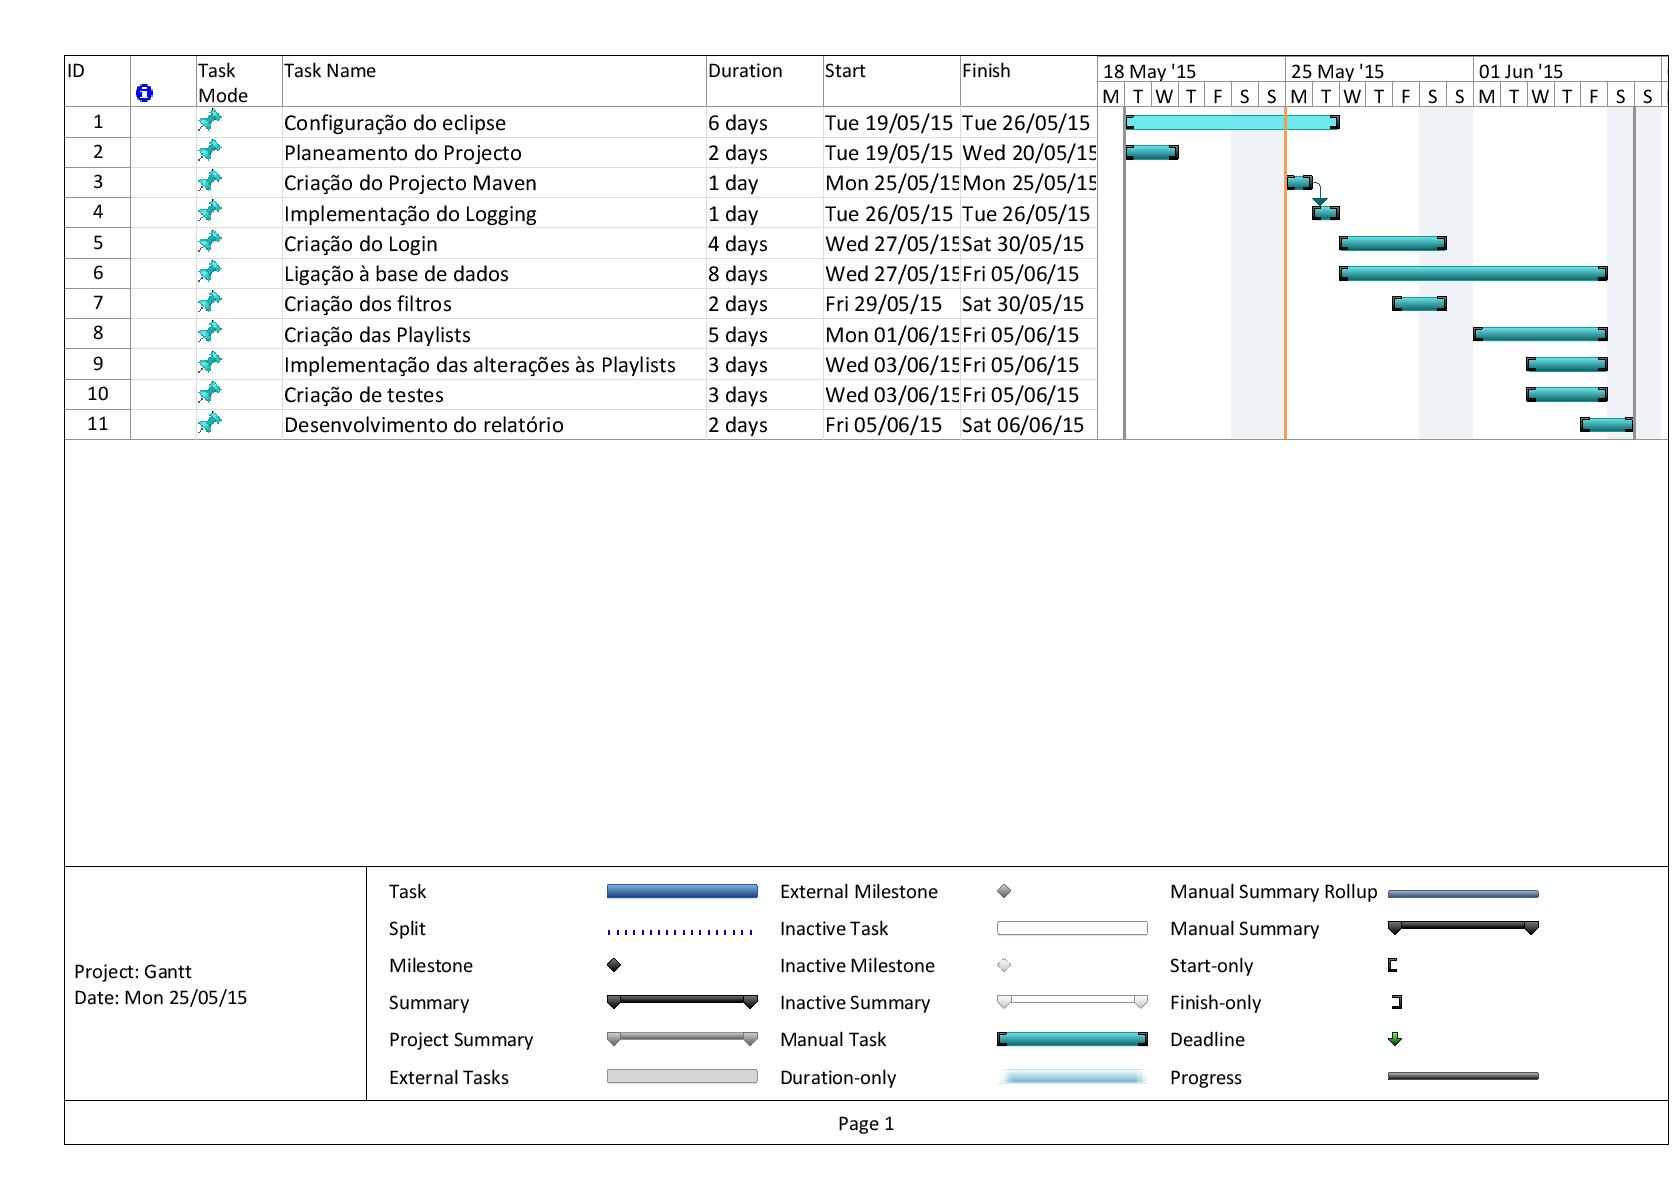 ID Task Mode Task Name Duration Start Finish 18 May '15 25 May '15 01 Jun '15
M T W T F S S M T W T F S S M T W T F S S
1 Configuração do eclipse 6 days Tue 19/05/15 Tue 26/05/15
2 Planeamento do Projecto 2 days Tue 19/05/15 Wed 20/05/15
3 Criação do Projecto Maven 1 day Mon 25/05/15 Mon 25/05/15
4 Implementação do Logging 1 day Tue 26/05/15 Tue 26/05/15
5 Criação do Login 4 days Wed 27/05/15 Sat 30/05/15
6 Ligação à base de dados 8 days Wed 27/05/15 Fri 05/06/15
7 Criação dos filtros 2 days Fri 29/05/15 Sat 30/05/15
8 Criação das Playlists 5 days Mon 01/06/15 Fri 05/06/15
9 Implementação das alterações às Playlists 3 days Wed 03/06/15 Fri 05/06/15
10 Criação de testes 3 days Wed 03/06/15 Fri 05/06/15
11 Desenvolvimento do relatório 2 days Fri 05/06/15 Sat 06/06/15
Project: Gantt
Date: Mon 25/05/15
Task External Milestone Manual Summary Rollup
Split Inactive Task Manual Summary
Milestone Inactive Milestone Start-only
Summary Inactive Summary Finish-only
Project Summary Manual Task Deadline
External Tasks Duration-only Progress
Page 1